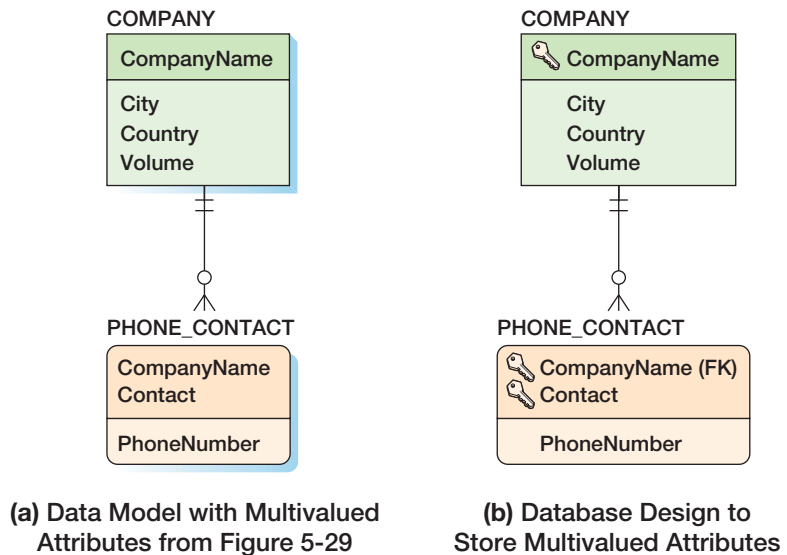 COMPANY
CompanyName
City
Country
Volume
PHONE_CONTACT
CompanyName
Contact
PhoneNumber
(a) Data Model with Multivalued
Attributes from Figure 5-29
COMPANY
CompanyName
City
Country
Volume
PHONE_CONTACT
CompanyName (FK)
Contact
PhoneNumber
(b) Database Design to
Store Multivalued Attributes